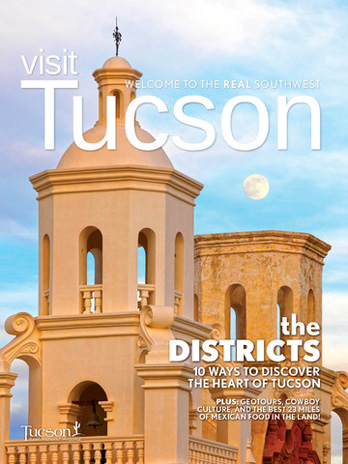 visit
WELCOME TO THE REAL SOUTHWEST
Tucson
the
DISTRICTS
10 WAYS TO DISCOVER
THE HEART OF TUCSON
PLUS: GEOTOURS, COWBOY
CULTURE, AND THE BEST 23 MILES
OF MEXICAN FOOD IN THE LAND!
Tucson